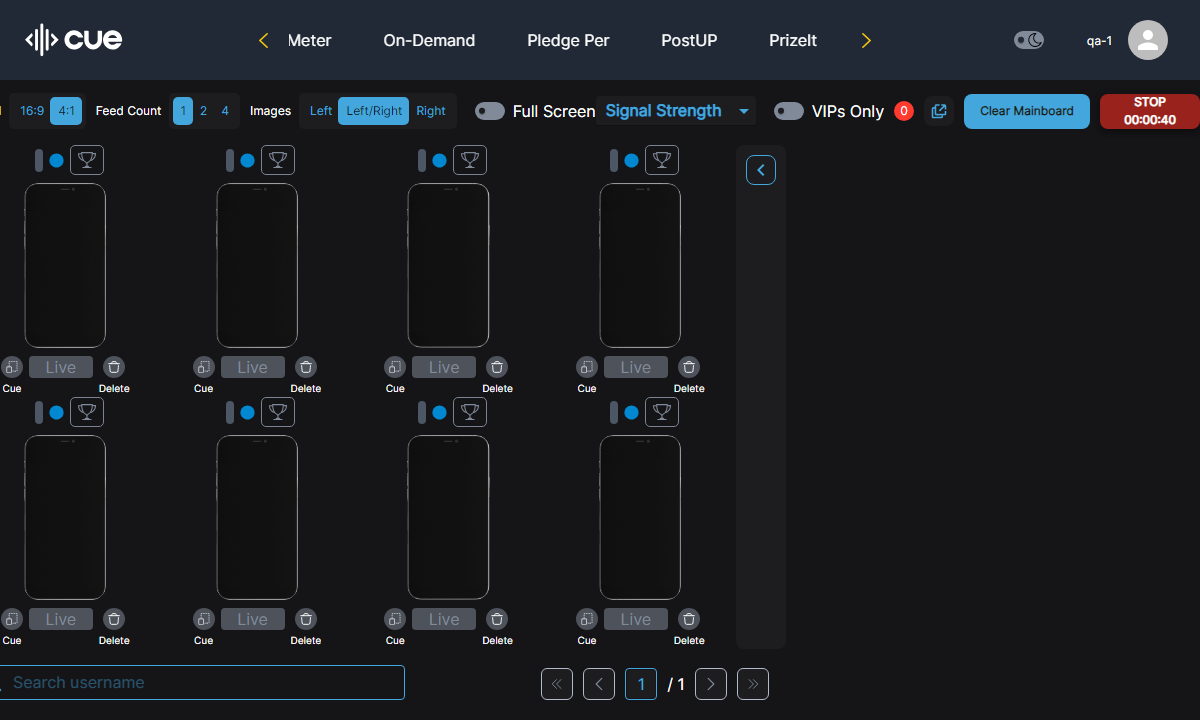 cue
Meter
On-Demand
Pledge Per
PostUP
PrizeIt
qa-1
16:9
4:1
Feed Count
1
2
4
Images
Left
Left/Right
Right
Full Screen
Signal Strength
VIPs Only
0
Clear Mainboard
STOP
00:00:40
Live
Live
Live
Live
Cue
Delete
Cue
Delete
Cue
Delete
Cue
Delete
Live
Live
Live
Live
Cue
Delete
Cue
Delete
Cue
Delete
Cue
Delete
Search username
1
/ 1